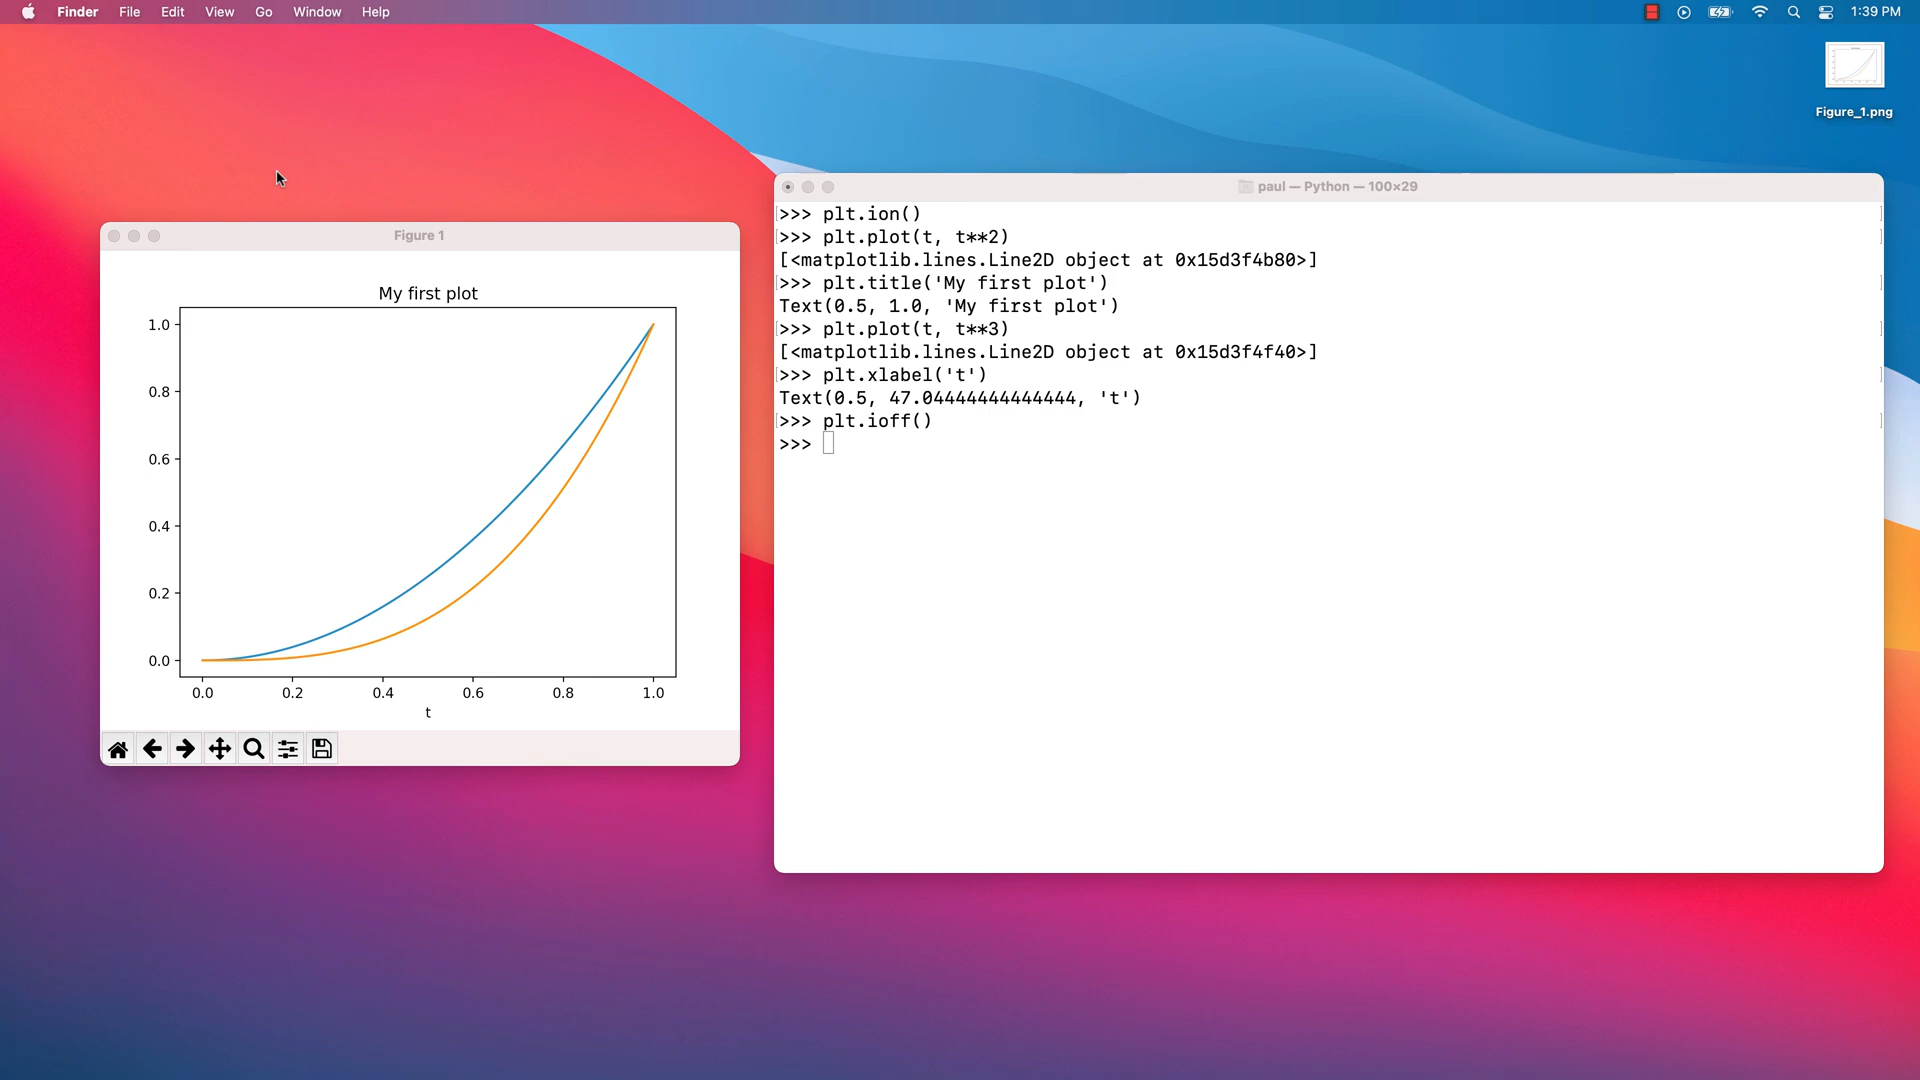 Finder File Edit View Go Window Help 1:39 PM
Figure_1.png
paul — Python — 100×29
>>> plt.ion()
>>> plt.plot(t, t**2)
[<matplotlib.lines.Line2D object at 0x15d3f4b80>]
>>> plt.title('My first plot')
Text(0.5, 1.0, 'My first plot')
>>> plt.plot(t, t**3)
[<matplotlib.lines.Line2D object at 0x15d3f4f40>]
>>> plt.xlabel('t')
Text(0.5, 47.04444444444444, 't')
>>> plt.ioff()
>>>
Figure 1
My first plot
1.0
0.8
0.6
0.4
0.2
0.0
0.0 0.2 0.4 0.6 0.8 1.0
t